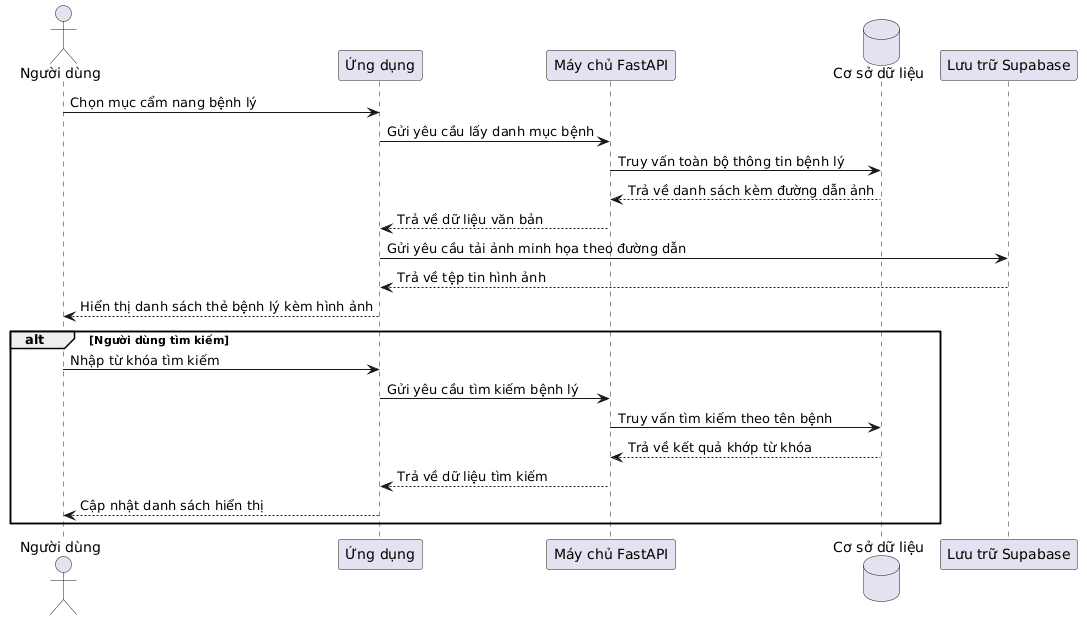 Người dùng
Ứng dụng
Máy chủ FastAPI
Cơ sở dữ liệu
Lưu trữ Supabase
Chọn mục cẩm nang bệnh lý
Gửi yêu cầu lấy danh mục bệnh
Truy vấn toàn bộ thông tin bệnh lý
Trả về danh sách kèm đường dẫn ảnh
Trả về dữ liệu văn bản
Gửi yêu cầu tải ảnh minh họa theo đường dẫn
Trả về tệp tin hình ảnh
Hiển thị danh sách thẻ bệnh lý kèm hình ảnh
alt [Người dùng tìm kiếm]
Nhập từ khóa tìm kiếm
Gửi yêu cầu tìm kiếm bệnh lý
Truy vấn tìm kiếm theo tên bệnh
Trả về kết quả khớp từ khóa
Trả về dữ liệu tìm kiếm
Cập nhật danh sách hiển thị
Người dùng
Ứng dụng
Máy chủ FastAPI
Cơ sở dữ liệu
Lưu trữ Supabase